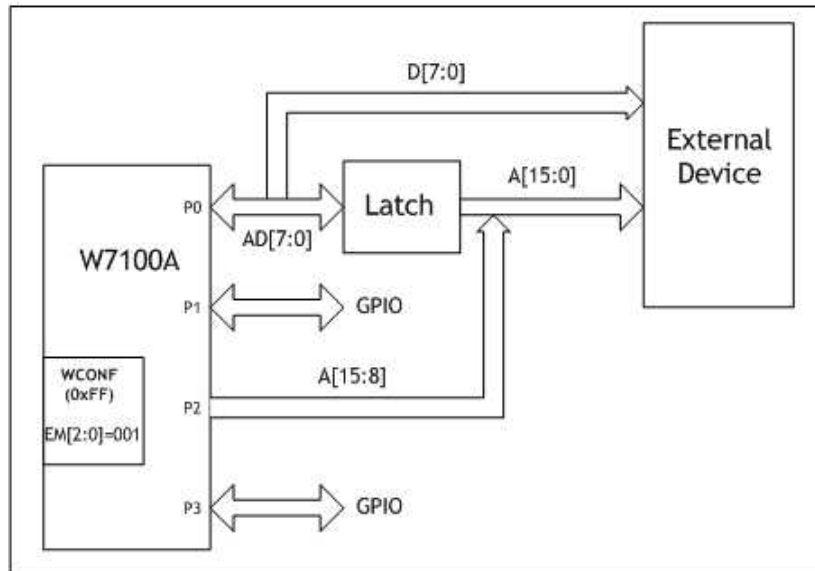 D[7:0]
External
Device
A[15:0]
P0
Latch
AD[7:0]
W7100A
P1
GPIO
WCONF
(0xFF)
A[15:8]
P2
EM[2:0]=001
P3
GPIO